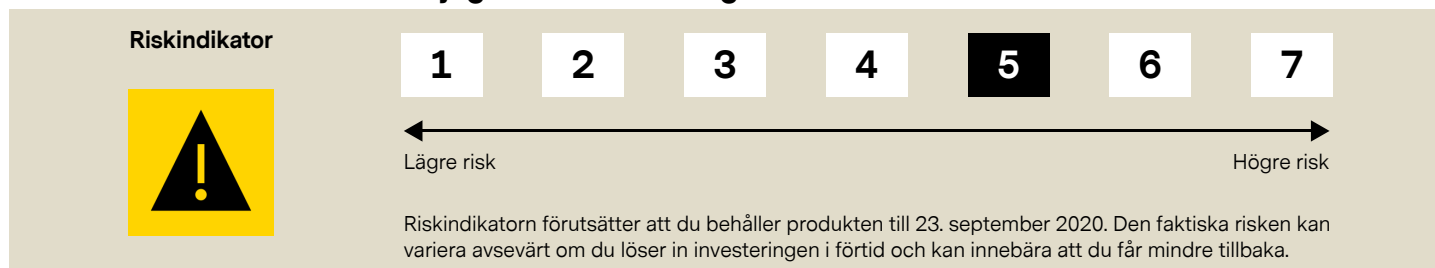 Riskindikator
1 2 3 4 5 6 7
Lägre risk Högre risk
Riskindikatorn förutsätter att du behåller produkten till 23. september 2020. Den faktiska risken kan
variera avsevärt om du löser in investeringen i förtid och kan innebära att du får mindre tillbaka.